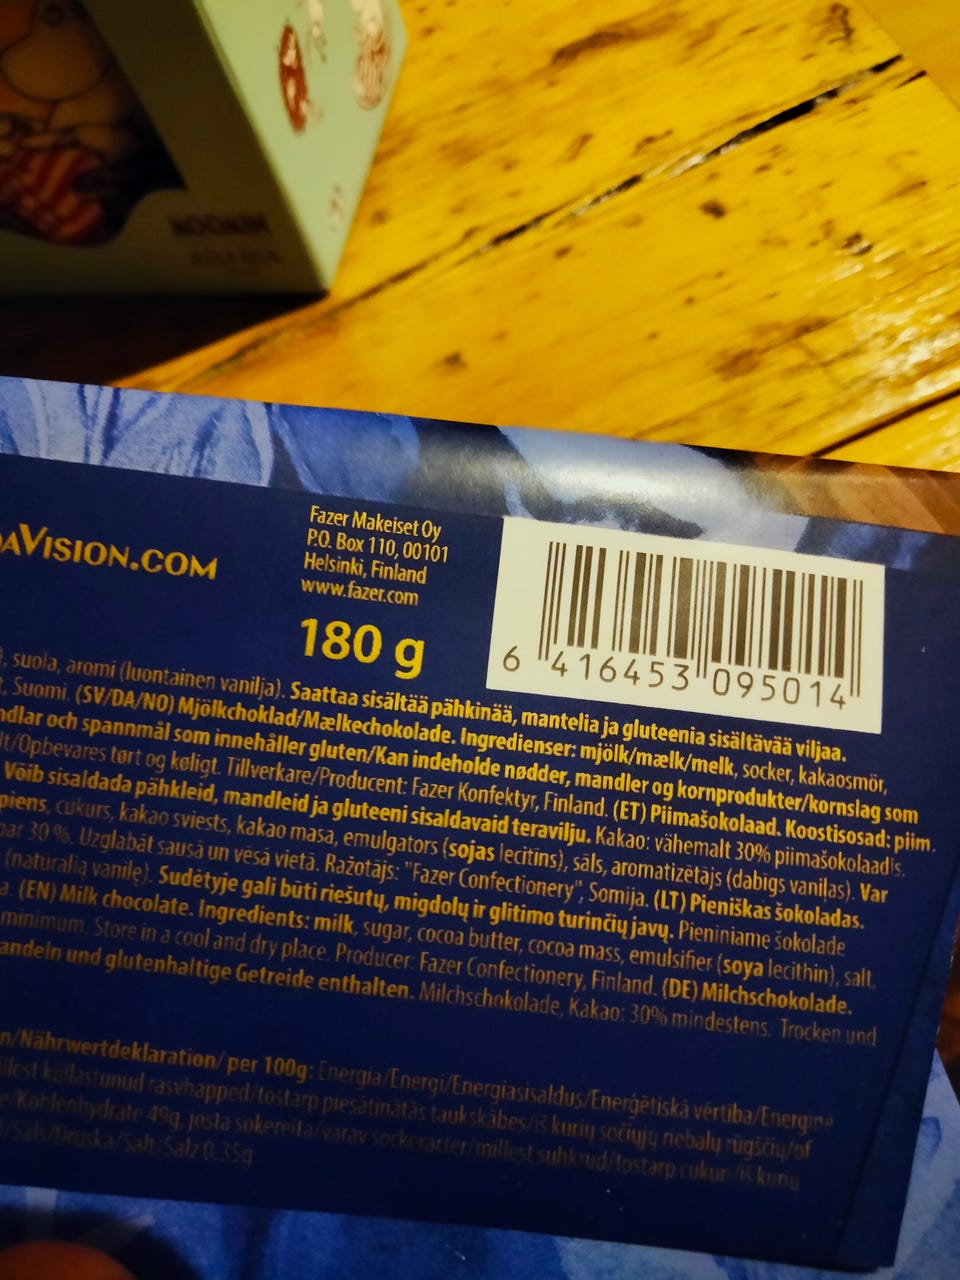 MOOMIN
ARABIA
AVISION.COM
Fazer Makeiset Oy
P.O. Box 110, 00101
Helsinki, Finland
www.fazer.com
180 g
6 416453 095014
, suola, aromi (luontainen vanilja). Saattaa sisältää pähkinää, mantelia ja gluteenia sisältävää viljaa.
t, Suomi. (SV/DA/NO) Mjölkchoklad/Mælkechokolade. Ingredienser: mjölk/mælk/melk, socker, kakaosmör,
ndlar och spannmål som innehåller gluten/Kan indeholde nødder, mandler og kornprodukter/kornslag som
lt/Opbevares tørt og køligt. Tillverkare/Producent: Fazer Konfektyr, Finland. (ET) Piimašokolaad. Koostisosad: piim,
Võib sisaldada pähkleid, mandleid ja gluteeni sisaldavaid teravilju. Kakao: vähemalt 30% piimašokolaadis.
piens, cukurs, kakao sviests, kakao masa, emulgators (sojas lecitīns), sāls, aromatizētājs (dabīgs vaniļas). Var
par 30 %. Uzglabāt sausā un vēsā vietā. Ražotājs: "Fazer Confectionery", Somija. (LT) Pieniškas šokoladas.
(naturalią vanilę). Sudėtyje gali būti riešutų, migdolų ir glitimo turinčių javų. Pieniniame šokolade
a. (EN) Milk chocolate. Ingredients: milk, sugar, cocoa butter, cocoa mass, emulsifier (soya lecithin), salt,
minimum. Store in a cool and dry place. Producer: Fazer Confectionery, Finland. (DE) Milchschokolade.
andeln und glutenhaltige Getreide enthalten. Milchschokolade, Kakao: 30% mindestens. Trocken und
n/Nährwertdeklaration/ per 100g: Energia/Energi/Energiasisaldus/Enerģētiskā vērtība/Energinė
illest küllastunud rasvhapped/tostarp piesātinātās taukskābes/iš kurių sočiųjų riebalų rūgščių/of
e/Kohlenhydrate 49g, josta sokereita/varav sockerarter/millest suhkrud/tostarp cukuri/iš kurių
/Sāls/Druska/Salt/Salz 0.35g